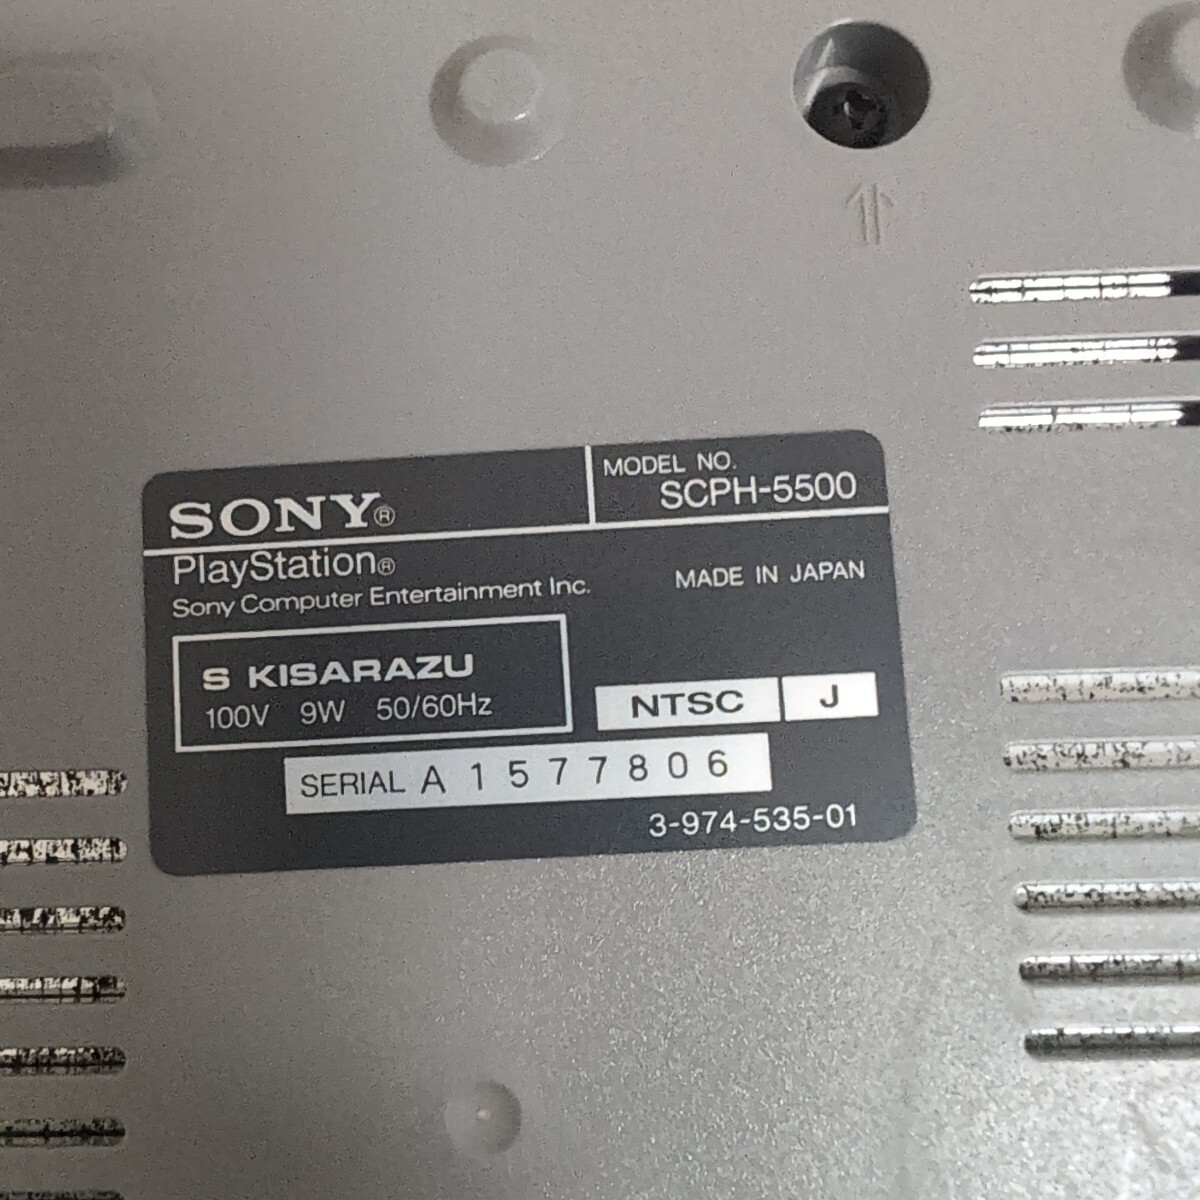 SONY®
MODEL NO.
SCPH-5500
PlayStation®
Sony Computer Entertainment Inc.
MADE IN JAPAN
S KISARAZU
100V 9W 50/60Hz
NTSC J
SERIAL A 1577806
3-974-535-01